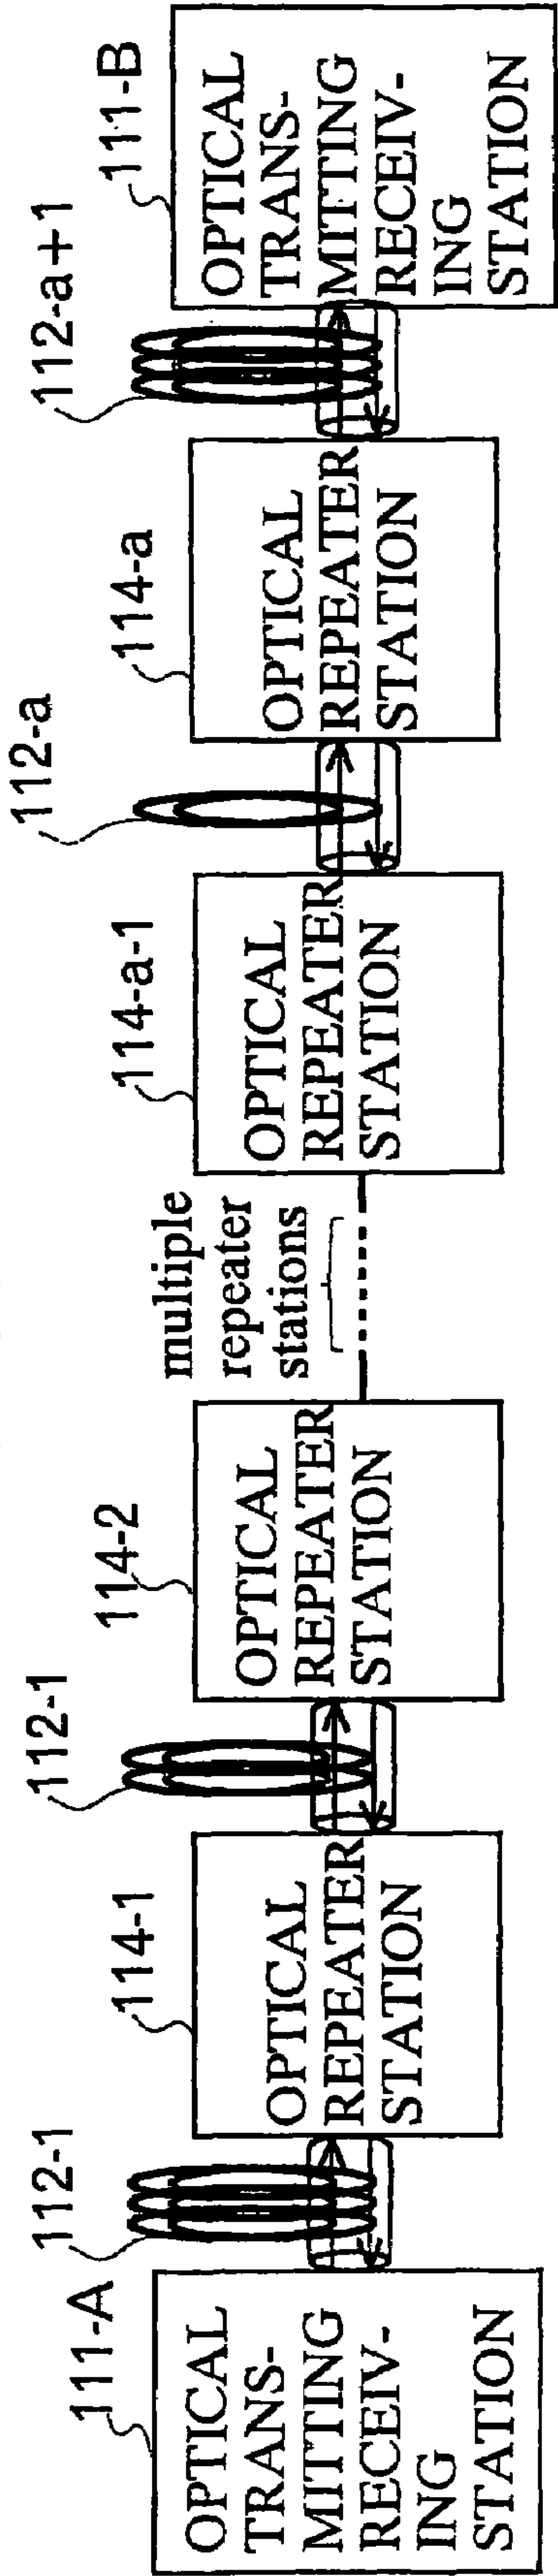 111-A
OPTICAL
TRANS-
MITTING
RECEIV-
ING
STATION
112-1
114-1
OPTICAL
REPEATER
STATION
112-1
114-2
OPTICAL
REPEATER
STATION
multiple
repeater
stations
114-a-1
OPTICAL
REPEATER
STATION
112-a
114-a
OPTICAL
REPEATER
STATION
112-a+1
111-B
OPTICAL
TRANS-
MITTING
RECEIV-
ING
STATION